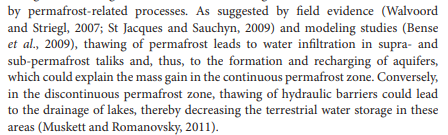 by permafrost-related processes. As suggested by field evidence (Walvoord
and Striegl, 2007; St Jacques and Sauchyn, 2009) and modeling studies (Bense
et al., 2009), thawing of permafrost leads to water infiltration in supra- and
sub-permafrost taliks and, thus, to the formation and recharging of aquifers,
which could explain the mass gain in the continuous permafrost zone. Conversely,
in the discontinuous permafrost zone, thawing of hydraulic barriers could lead
to the drainage of lakes, thereby decreasing the terrestrial water storage in these
areas (Muskett and Romanovsky, 2011).